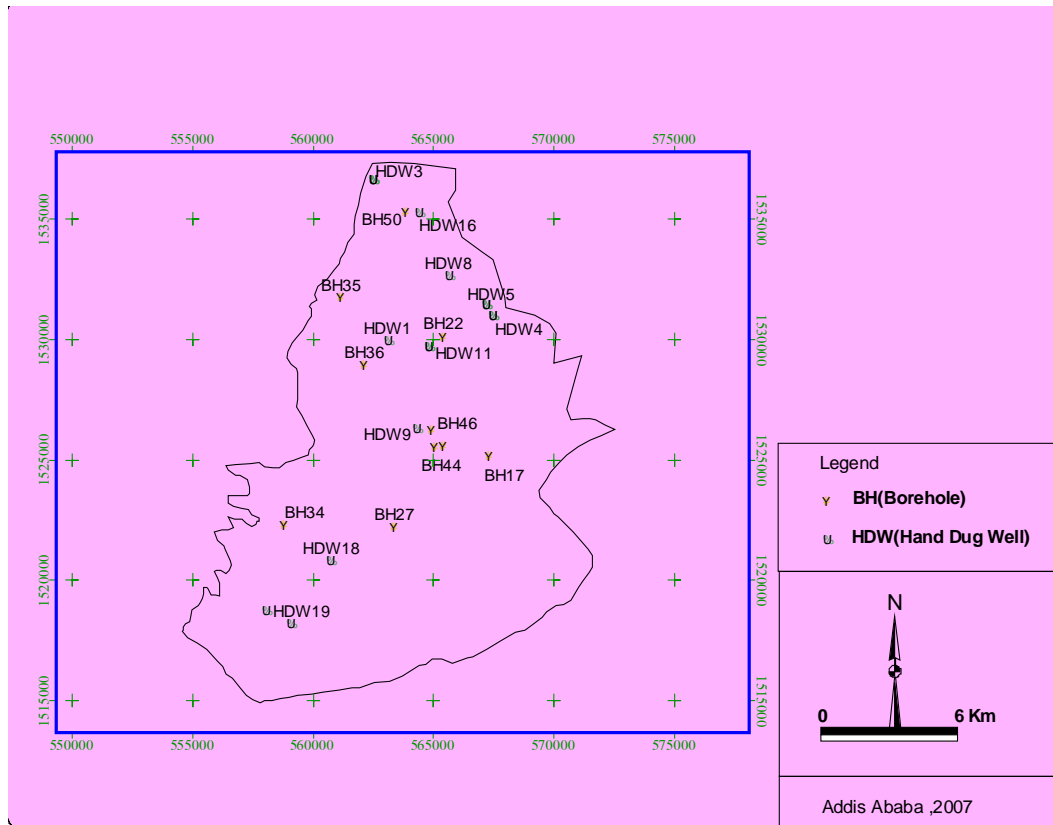 550000 555000 560000 565000 570000 575000
HDW3
1535000
BH50
HDW16
1535000
HDW8
BH35
HDW5
HDW1
BH22
HDW4
1530000
BH36
HDW11
1530000
BH46
HDW9
BH44
BH17
1525000
1525000
BH34
BH27
HDW18
1520000
1520000
HDW19
1515000
1515000
550000 555000 560000 565000 570000 575000
Legend
Y BH(Borehole)
U HDW(Hand Dug Well)
N
0 6 Km
Addis Ababa ,2007